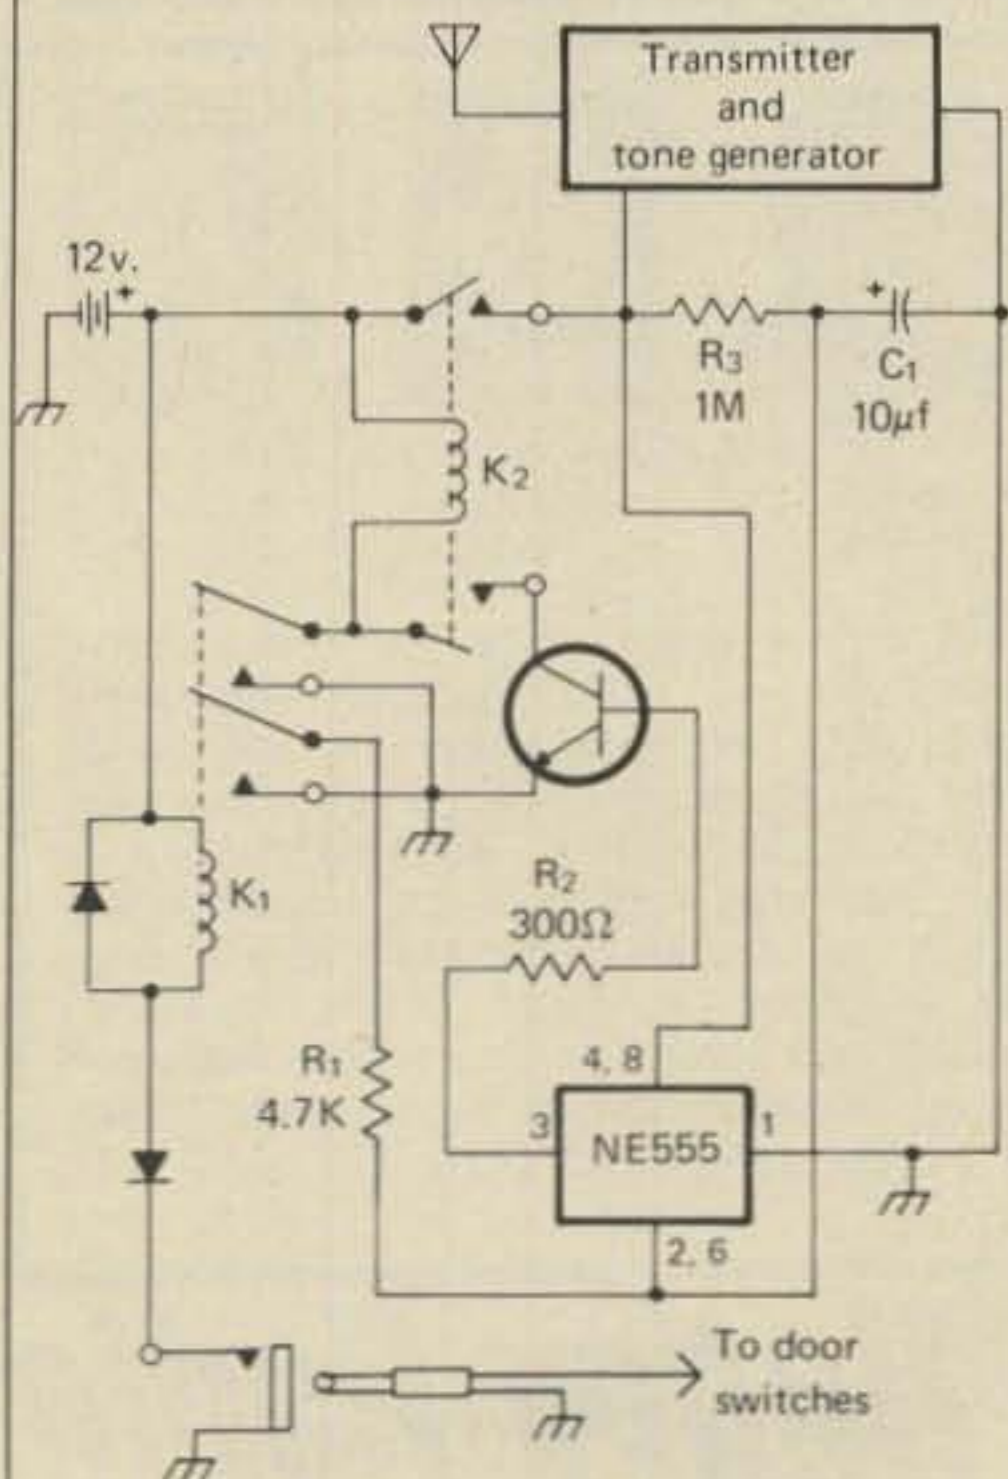 Transmitter
and
tone generator
12v.
+
+
R3
1M
C1
10μf
K2
K1
R2
300Ω
R1
4.7K
4, 8
3
NE555
1
2, 6
To door
switches